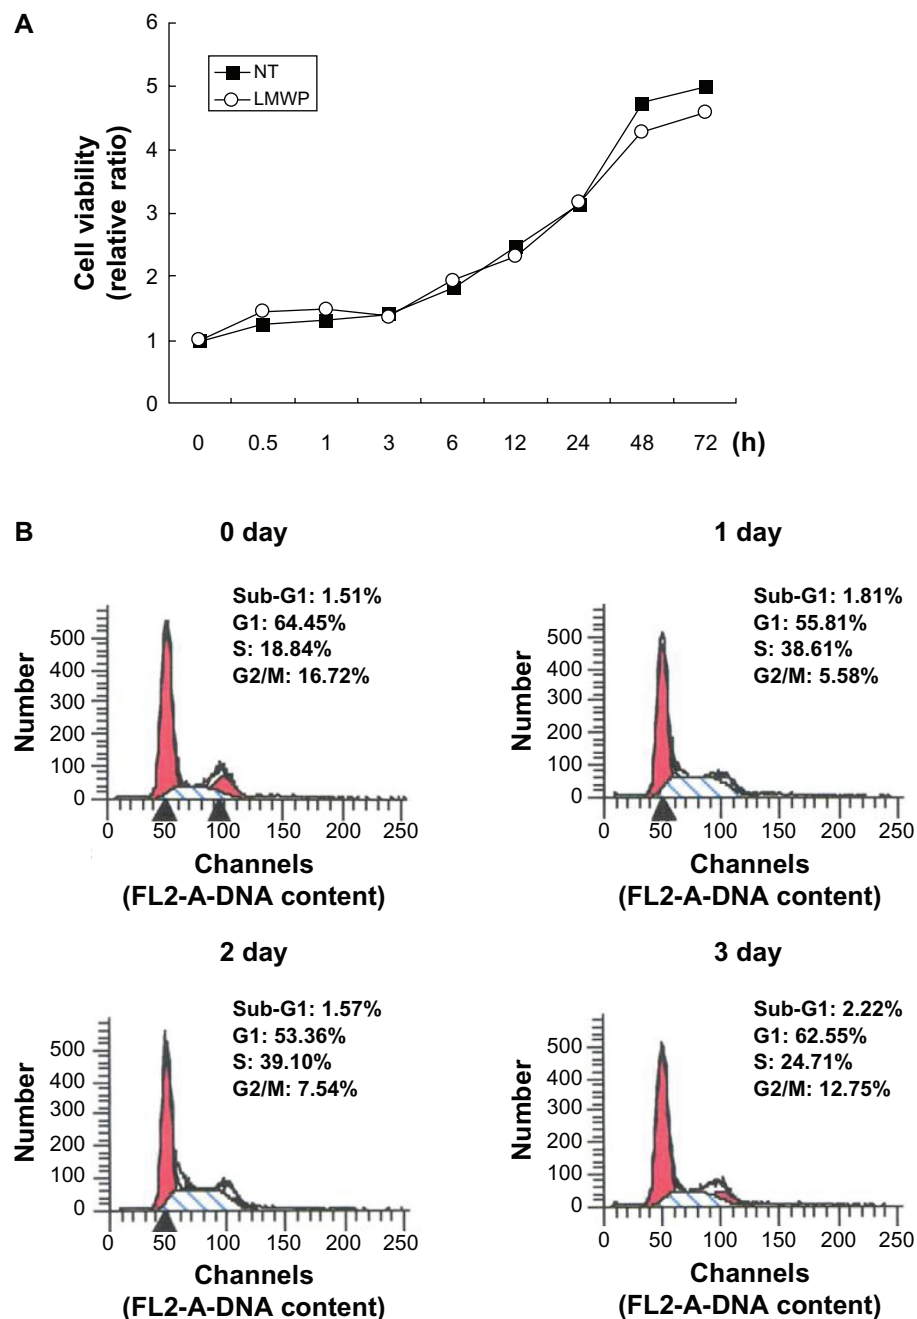 A
6
5
4
3
2
1
0
Cell viability
(relative ratio)
NT
LMWP
0 0.5 1 3 6 12 24 48 72 (h)
B
0 day
Sub-G1: 1.51%
G1: 64.45%
S: 18.84%
G2/M: 16.72%
Number
500
400
300
200
100
0
0 50 100 150 200 250
Channels
(FL2-A-DNA content)
1 day
Sub-G1: 1.81%
G1: 55.81%
S: 38.61%
G2/M: 5.58%
Number
500
400
300
200
100
0
0 50 100 150 200 250
Channels
(FL2-A-DNA content)
2 day
Sub-G1: 1.57%
G1: 53.36%
S: 39.10%
G2/M: 7.54%
Number
500
400
300
200
100
0
0 50 100 150 200 250
Channels
(FL2-A-DNA content)
3 day
Sub-G1: 2.22%
G1: 62.55%
S: 24.71%
G2/M: 12.75%
Number
500
400
300
200
100
0
0 50 100 150 200 250
Channels
(FL2-A-DNA content)